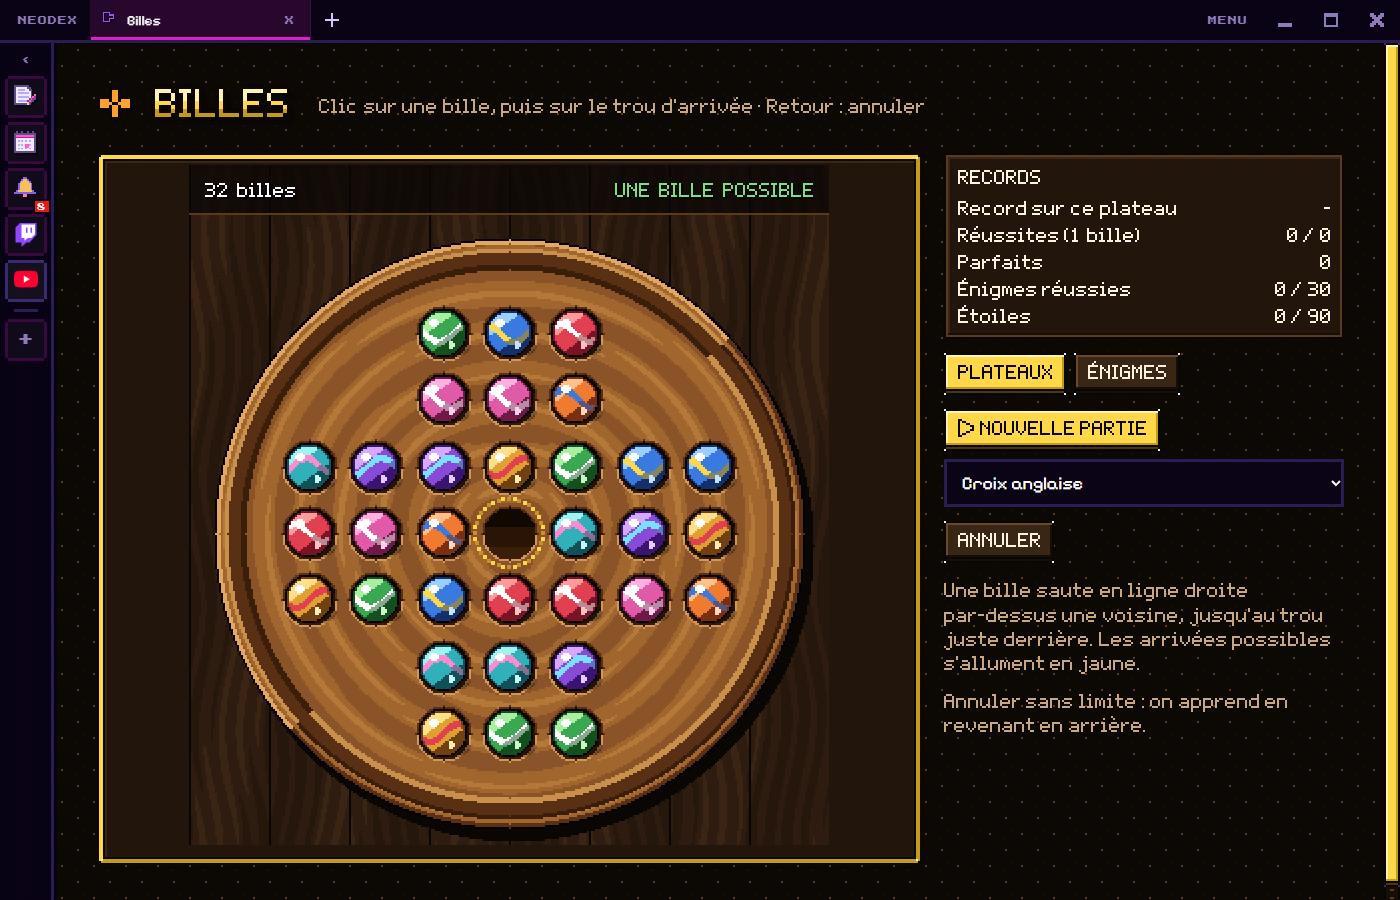 NEODEX
Billes
MENU
BILLES
Clic sur une bille, puis sur le trou d'arrivée · Retour : annuler
32 billes
UNE BILLE POSSIBLE
RECORDS
Record sur ce plateau -
Réussites (1 bille) 0 / 0
Parfaits 0
Énigmes réussies 0 / 30
Étoiles 0 / 90
PLATEAUX
ÉNIGMES
NOUVELLE PARTIE
Croix anglaise
ANNULER
Une bille saute en ligne droite
par-dessus une voisine, jusqu'au trou
juste derrière. Les arrivées possibles
s'allument en jaune.
Annuler sans limite : on apprend en
revenant en arrière.